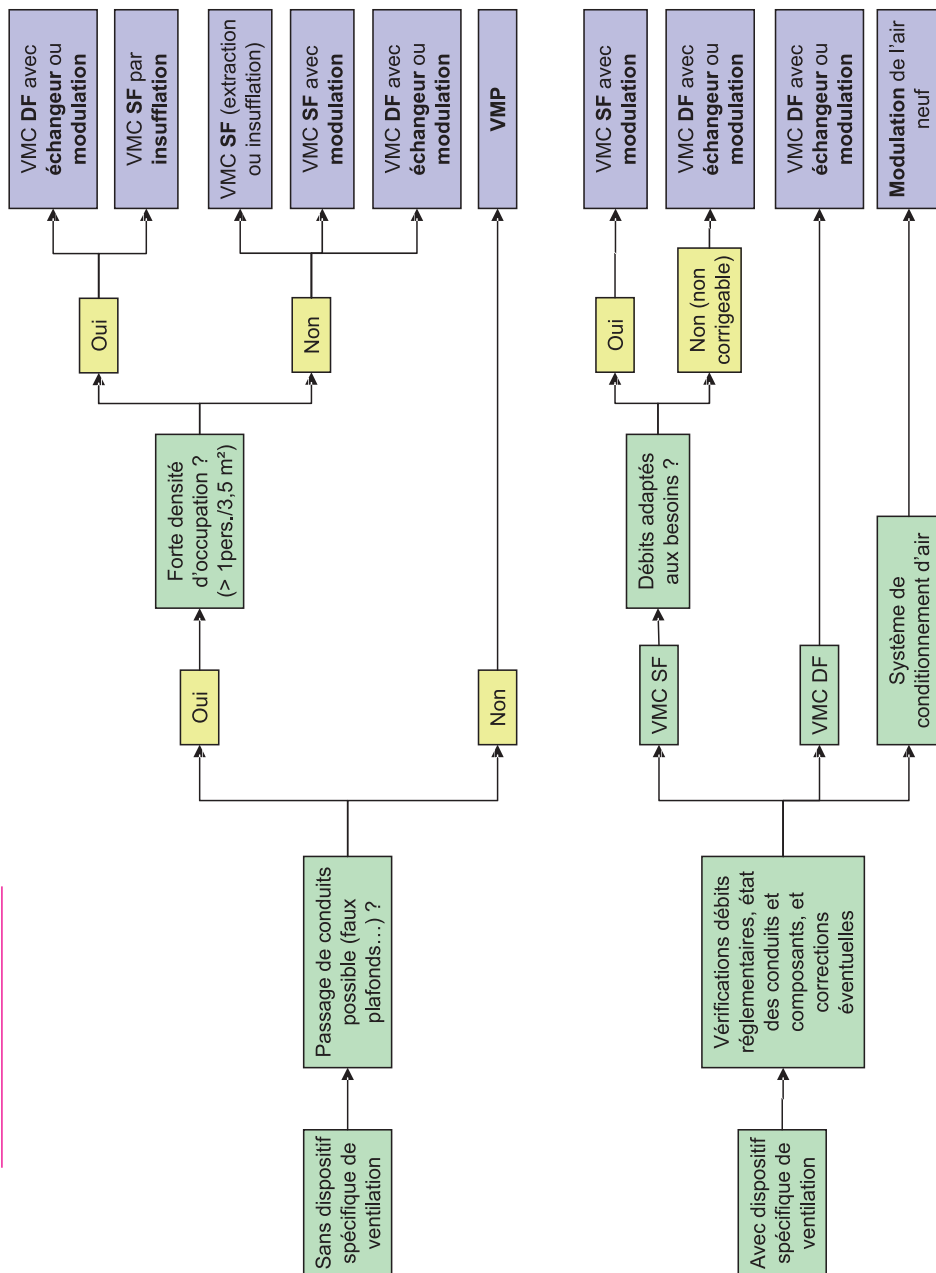 Sans dispositif
spécifique de
ventilation
Passage de conduits
possible (faux
plafonds...) ?
Oui
Forte densité
d'occupation ?
(> 1pers./3,5 m²)
Oui
VMC DF avec
échangeur ou
modulation
VMC SF par
insufflation
Non
VMC SF (extraction
ou insufflation)
VMC SF avec
modulation
VMC DF avec
échangeur ou
modulation
Non
VMP
Avec dispositif
spécifique de
ventilation
Vérifications débits
réglementaires, état
des conduits et
composants, et
corrections
éventuelles
VMC SF
Débits adaptés
aux besoins ?
Oui
VMC SF avec
modulation
Non (non
corrigeable)
VMC DF avec
échangeur ou
modulation
VMC DF
VMC DF avec
échangeur ou
modulation
Système de
conditionnement d'air
Modulation de l'air
neuf